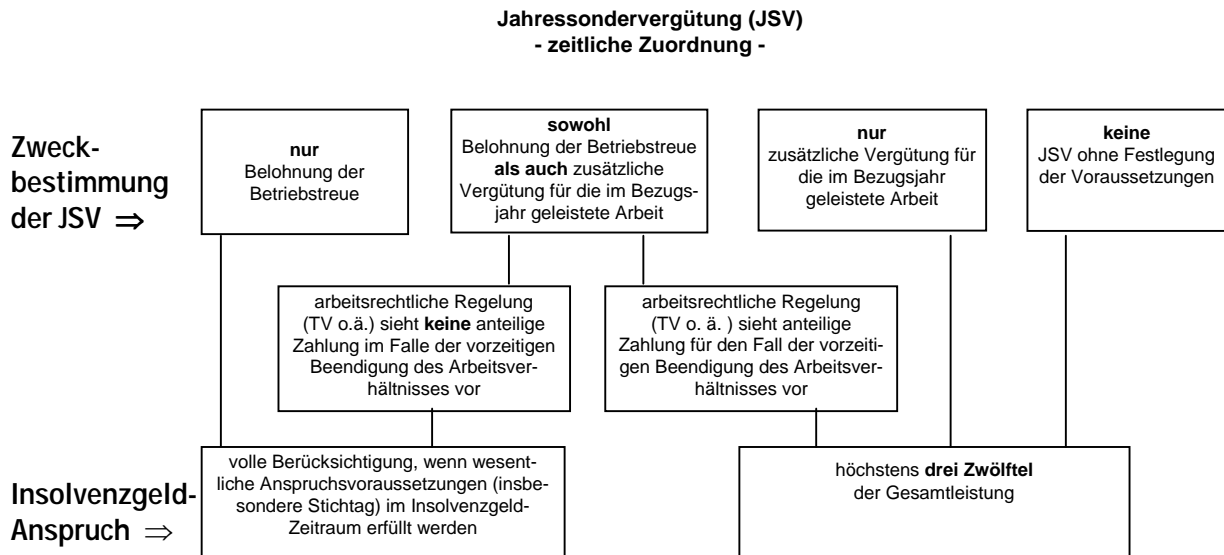 Jahressondervergütung (JSV)
- zeitliche Zuordnung -
Zweck-
bestimmung
der JSV ⇒
nur
Belohnung der
Betriebstreue
sowohl
Belohnung der Betriebstreue
als auch zusätzliche
Vergütung für die im Bezugs-
jahr geleistete Arbeit
nur
zusätzliche Vergütung für
die im Bezugsjahr
geleistete Arbeit
keine
JSV ohne Festlegung
der Voraussetzungen
arbeitsrechtliche Regelung
(TV o.ä.) sieht keine anteilige
Zahlung im Falle der vorzeitigen
Beendigung des Arbeitsver-
hältnisses vor
arbeitsrechtliche Regelung
(TV o. ä. ) sieht anteilige
Zahlung für den Fall der vorzeiti-
gen Beendigung des Arbeitsver-
hältnisses vor
Insolvenzgeld-
Anspruch ⇒
volle Berücksichtigung, wenn wesent-
liche Anspruchsvoraussetzungen (insbe-
sondere Stichtag) im Insolvenzgeld-
Zeitraum erfüllt werden
höchstens drei Zwölftel
der Gesamtleistung